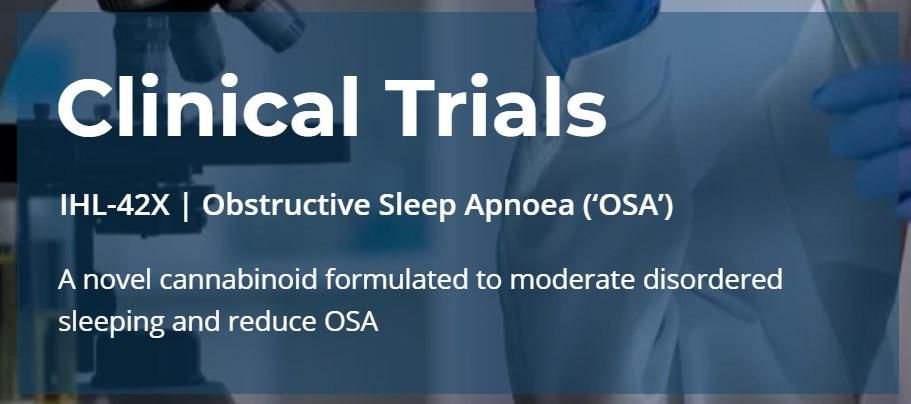 Clinical Trials
IHL-42X | Obstructive Sleep Apnoea (‘OSA’)
A novel cannabinoid formulated to moderate disordered
sleeping and reduce OSA